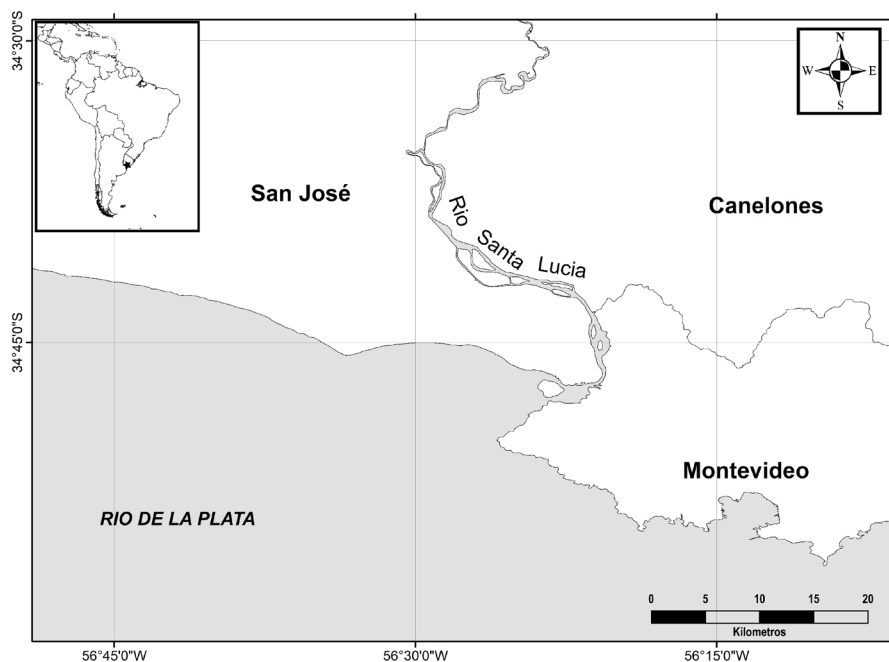 34°30'0"S
N
W
E
S
San José
Canelones
Rio
Santa
Lucia
34°45'0"S
Montevideo
RIO DE LA PLATA
0 5 10 15 20
Kilometros
56°45'0"W 56°30'0"W 56°15'0"W